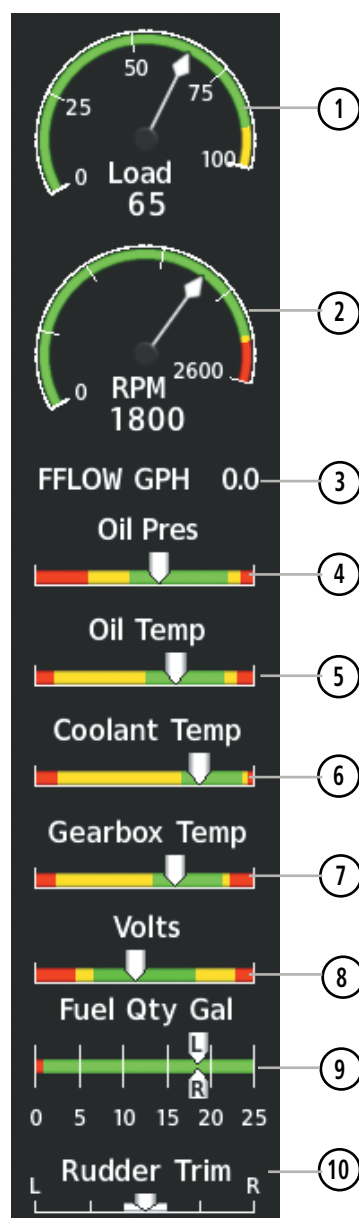 50
25
75
1
100
0
Load
65
2
0
2600
RPM
1800
FFLOW GPH 0.0
3
Oil Pres
4
Oil Temp
5
Coolant Temp
6
Gearbox Temp
7
Volts
8
Fuel Qty Gal
L
9
R
0 5 10 15 20 25
Rudder Trim
10
L R